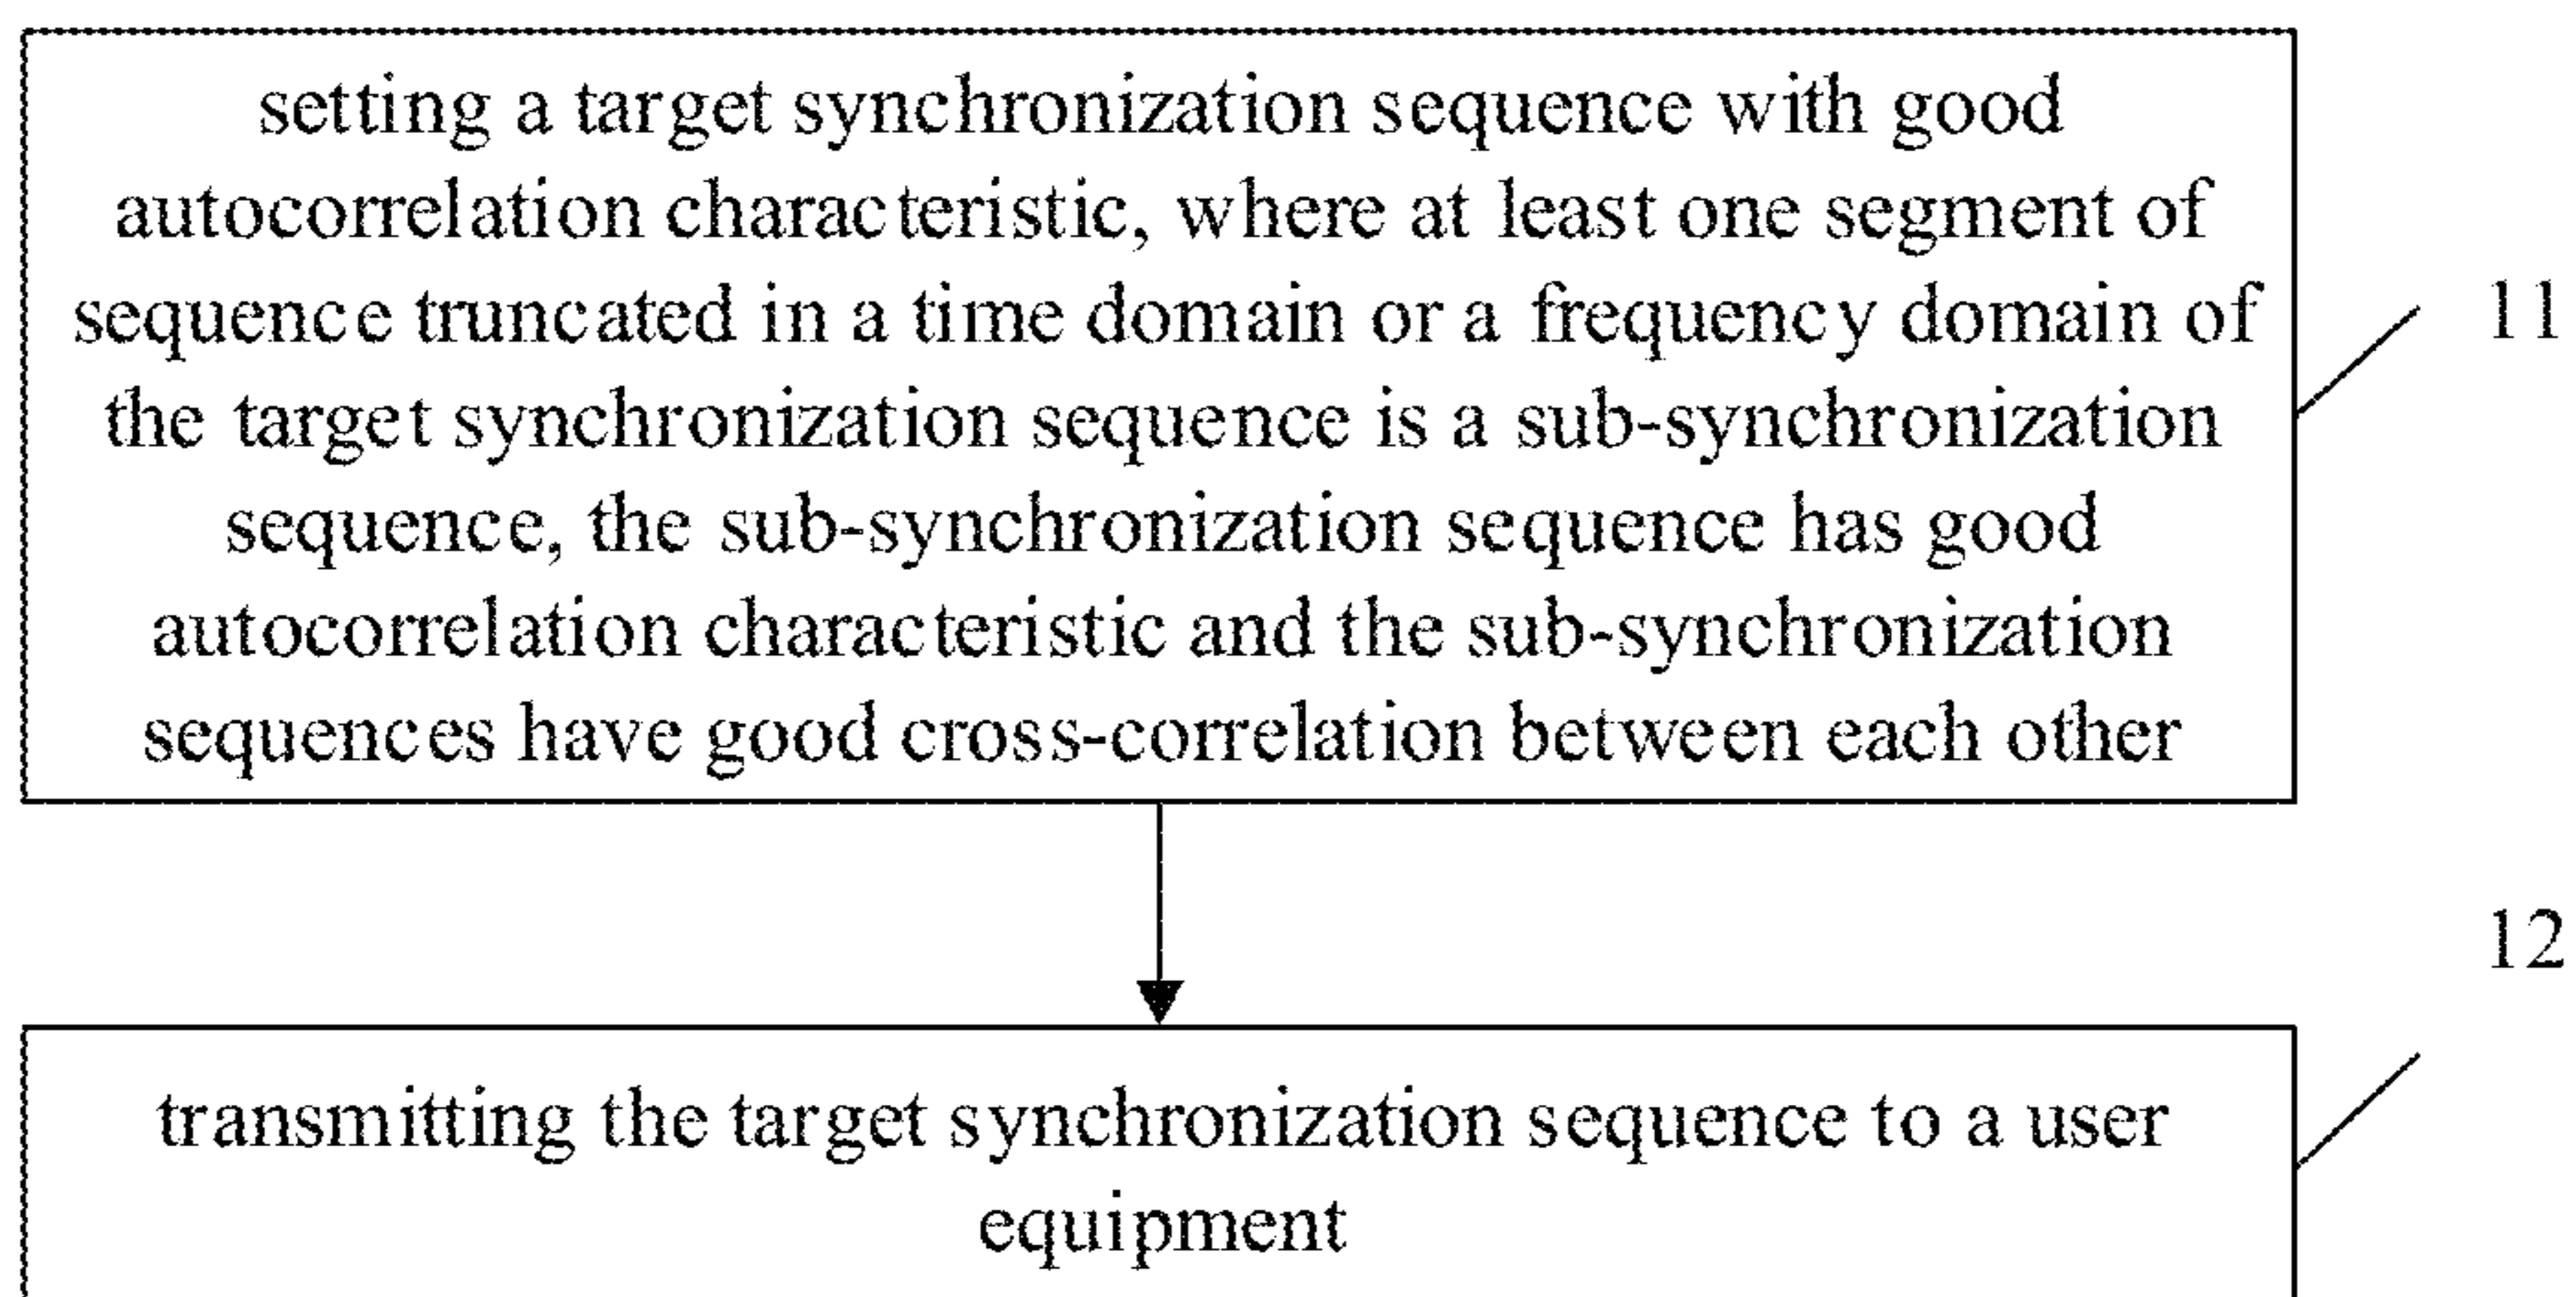 setting a target synchronization sequence with good
autocorrelation characteristic, where at least one segment of
sequence truncated in a time domain or a frequency domain of
the target synchronization sequence is a sub-synchronization
sequence, the sub-synchronization sequence has good
autocorrelation characteristic and the sub-synchronization
sequences have good cross-correlation between each other
11
12
transmitting the target synchronization sequence to a user
equipment